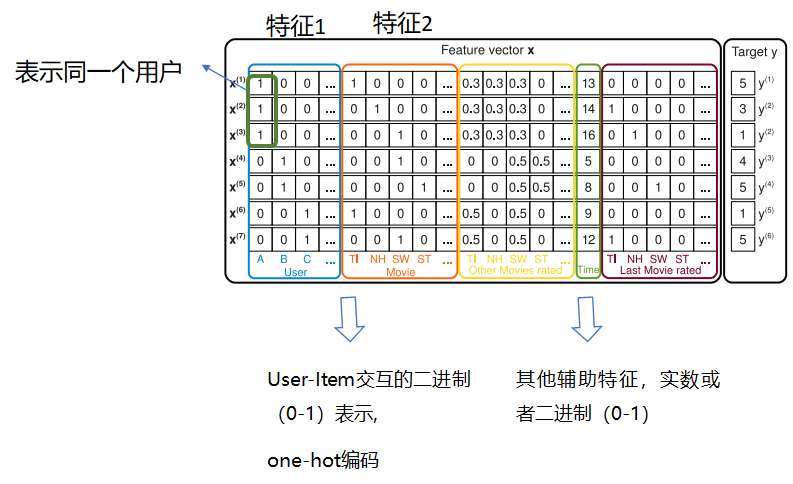 特征1 特征2
表示同一个用户
Feature vector x Target y
x(1) 1 0 0 ... 1 0 0 0 ... 0.3 0.3 0.3 0 ... 13 0 0 0 0 ... 5 y(1)
x(2) 1 0 0 ... 0 1 0 0 ... 0.3 0.3 0.3 0 ... 14 1 0 0 0 ... 3 y(2)
x(3) 1 0 0 ... 0 0 1 0 ... 0.3 0.3 0.3 0 ... 16 0 1 0 0 ... 1 y(2)
x(4) 0 1 0 ... 0 0 1 0 ... 0 0 0.5 0.5 ... 5 0 0 0 0 ... 4 y(3)
x(5) 0 1 0 ... 0 0 0 1 ... 0 0 0.5 0.5 ... 8 0 0 1 0 ... 5 y(4)
x(6) 0 0 1 ... 1 0 0 0 ... 0.5 0 0.5 0 ... 9 0 0 0 0 ... 1 y(5)
x(7) 0 0 1 ... 0 0 1 0 ... 0.5 0 0.5 0 ... 12 1 0 0 0 ... 5 y(6)
A B C ... TI NH SW ST ... TI NH SW ST ... TI NH SW ST ...
User Movie Other Movies rated Time Last Movie rated
User-Item交互的二进制
（0-1）表示,
one-hot编码
其他辅助特征，实数或
者二进制（0-1）